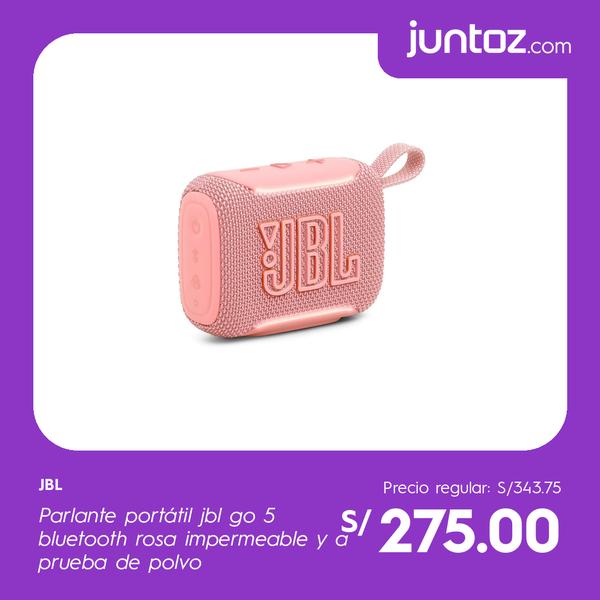 juntoz.com
JBL
JBL
Precio regular: S/343.75
Parlante portátil jbl go 5
bluetooth rosa impermeable y a
prueba de polvo
S/ 275.00